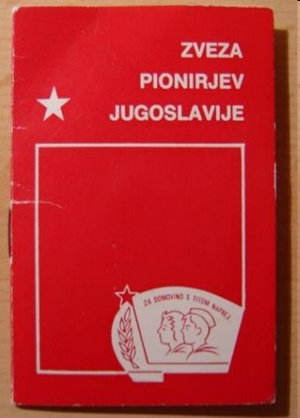 ZVEZA
PIONIRJEV
JUGOSLAVIJE
ZA DOMOVINO S TITOM NAPREJ